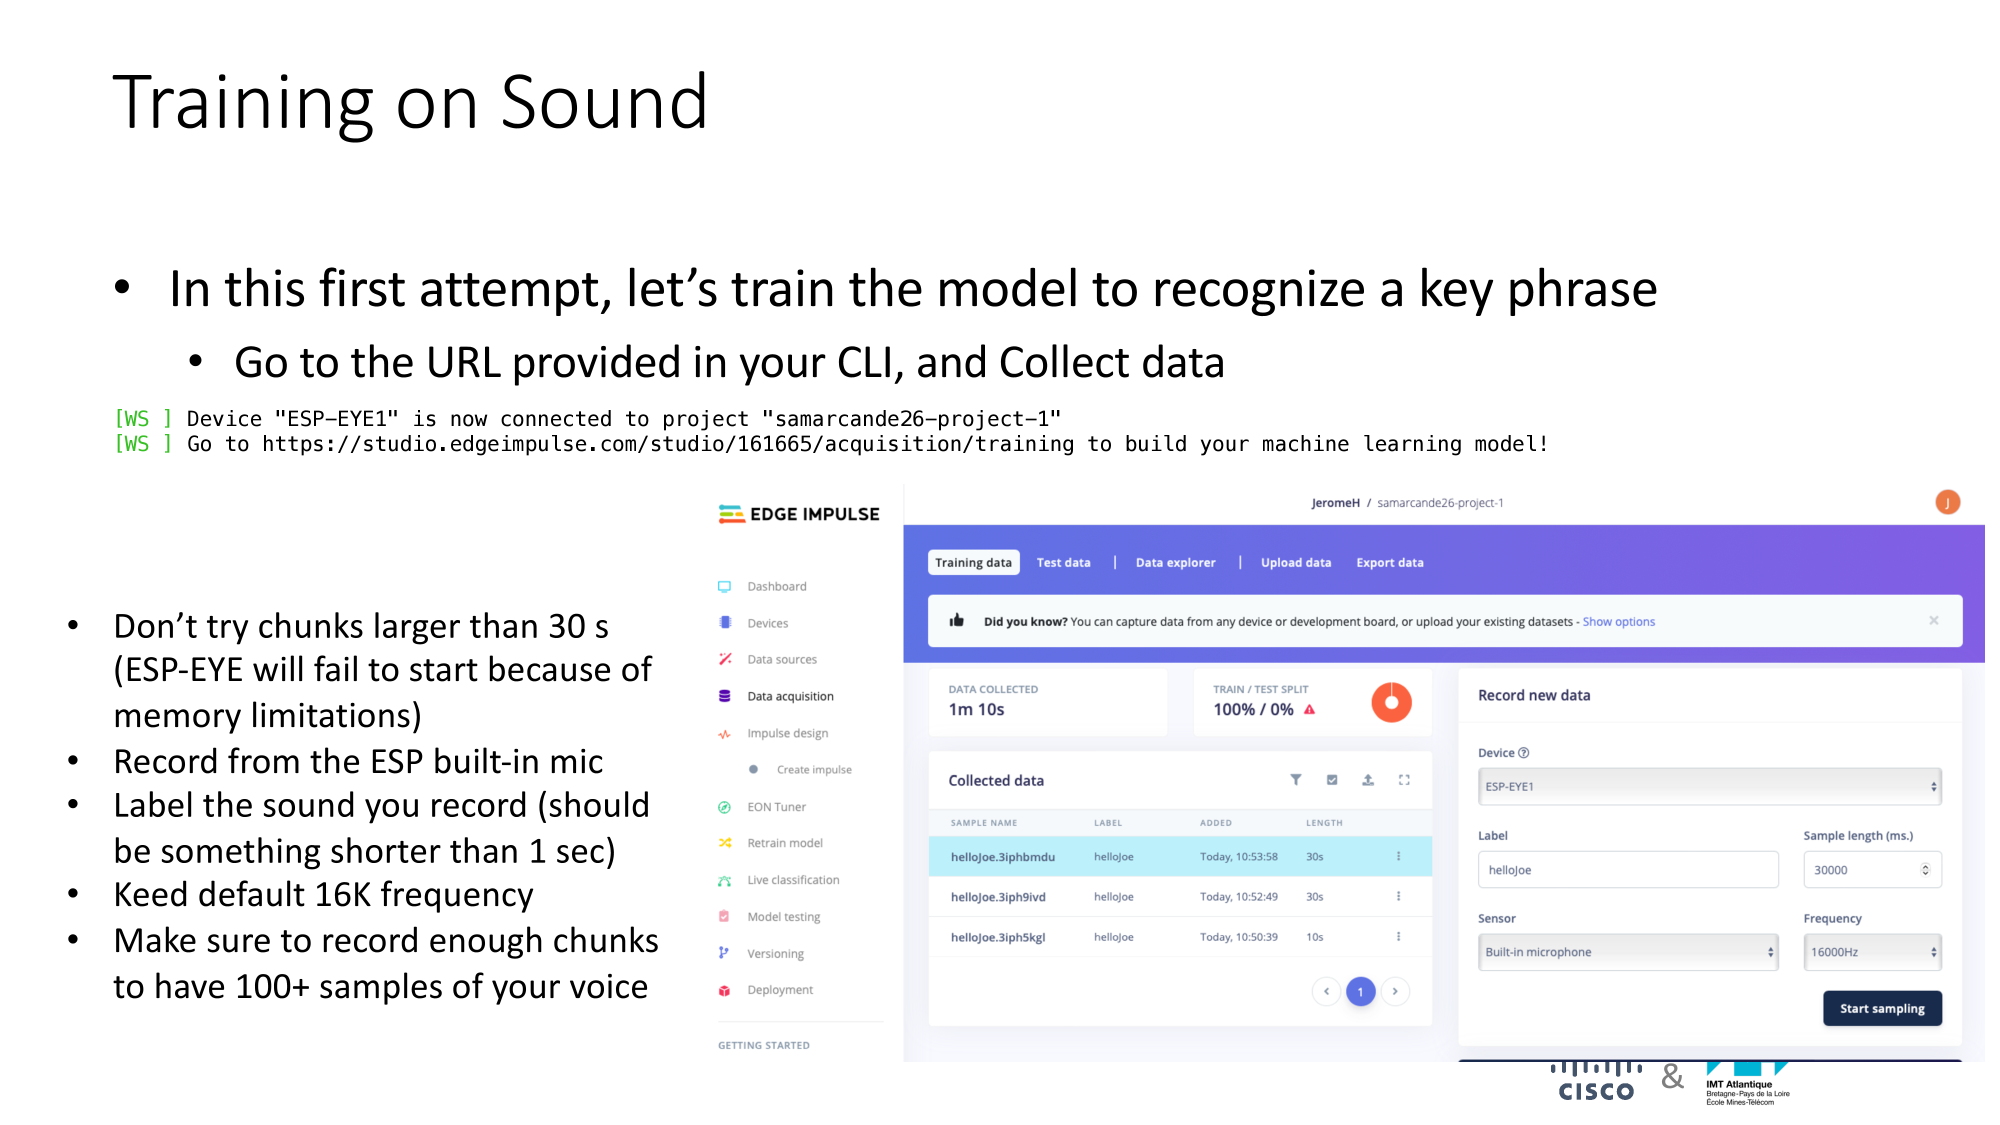 Training on Sound
• In this first attempt, let’s train the model to recognize a key phrase
• Go to the URL provided in your CLI, and Collect data
[WS ] Device "ESP-EYE1" is now connected to project "samarcande26-project-1"
[WS ] Go to https://studio.edgeimpulse.com/studio/161665/acquisition/training to build your machine learning model!
• Don’t try chunks larger than 30 s
(ESP-EYE will fail to start because of
memory limitations)
• Record from the ESP built-in mic
• Label the sound you record (should
be something shorter than 1 sec)
• Keed default 16K frequency
• Make sure to record enough chunks
to have 100+ samples of your voice
EDGE IMPULSE
Dashboard
Devices
Data sources
Data acquisition
Impulse design
Create impulse
EON Tuner
Retrain model
Live classification
Model testing
Versioning
Deployment
GETTING STARTED
JeromeH / samarcande26-project-1
J
Training data Test data | Data explorer | Upload data Export data
Did you know? You can capture data from any device or development board, or upload your existing datasets - Show options
DATA COLLECTED
1m 10s
TRAIN / TEST SPLIT
100% / 0%
Collected data
SAMPLE NAME LABEL ADDED LENGTH
helloJoe.3iphbmdu helloJoe Today, 10:53:58 30s
helloJoe.3iph9ivd helloJoe Today, 10:52:49 30s
helloJoe.3iph5kgl helloJoe Today, 10:50:39 10s
< 1 >
Record new data
Device
ESP-EYE1
Label Sample length (ms.)
helloJoe 30000
Sensor Frequency
Built-in microphone 16000Hz
Start sampling
CISCO & IMT Atlantique
Bretagne-Pays de la Loire
École Mines-Télécom